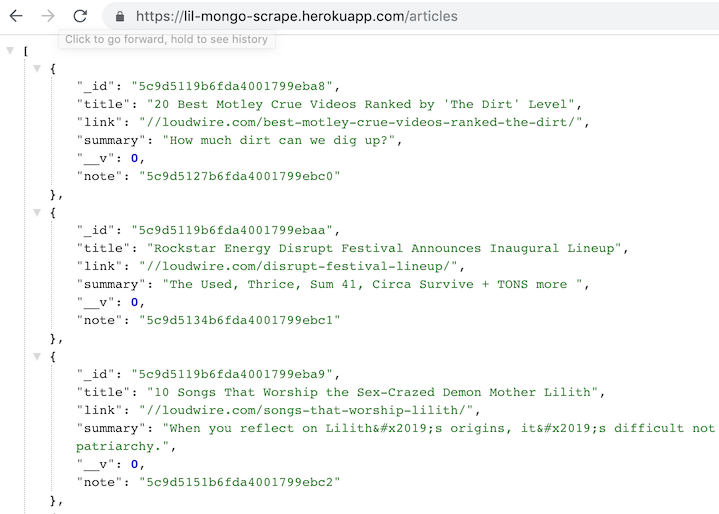 https://lil-mongo-scrape.herokuapp.com/articles
Click to go forward, hold to see history
[
{
"_id": "5c9d5119b6fda4001799eba8",
"title": "20 Best Motley Crue Videos Ranked by 'The Dirt' Level",
"link": "//loudwire.com/best-motley-crue-videos-ranked-the-dirt/",
"summary": "How much dirt can we dig up?",
"__v": 0,
"note": "5c9d5127b6fda4001799ebc0"
},
{
"_id": "5c9d5119b6fda4001799ebaa",
"title": "Rockstar Energy Disrupt Festival Announces Inaugural Lineup",
"link": "//loudwire.com/disrupt-festival-lineup/",
"summary": "The Used, Thrice, Sum 41, Circa Survive + TONS more ",
"__v": 0,
"note": "5c9d5134b6fda4001799ebc1"
},
{
"_id": "5c9d5119b6fda4001799eba9",
"title": "10 Songs That Worship the Sex-Crazed Demon Mother Lilith",
"link": "//loudwire.com/songs-that-worship-lilith/",
"summary": "When you reflect on Lilith&#x2019;s origins, it&#x2019;s difficult not
patriarchy.",
"__v": 0,
"note": "5c9d5151b6fda4001799ebc2"
},